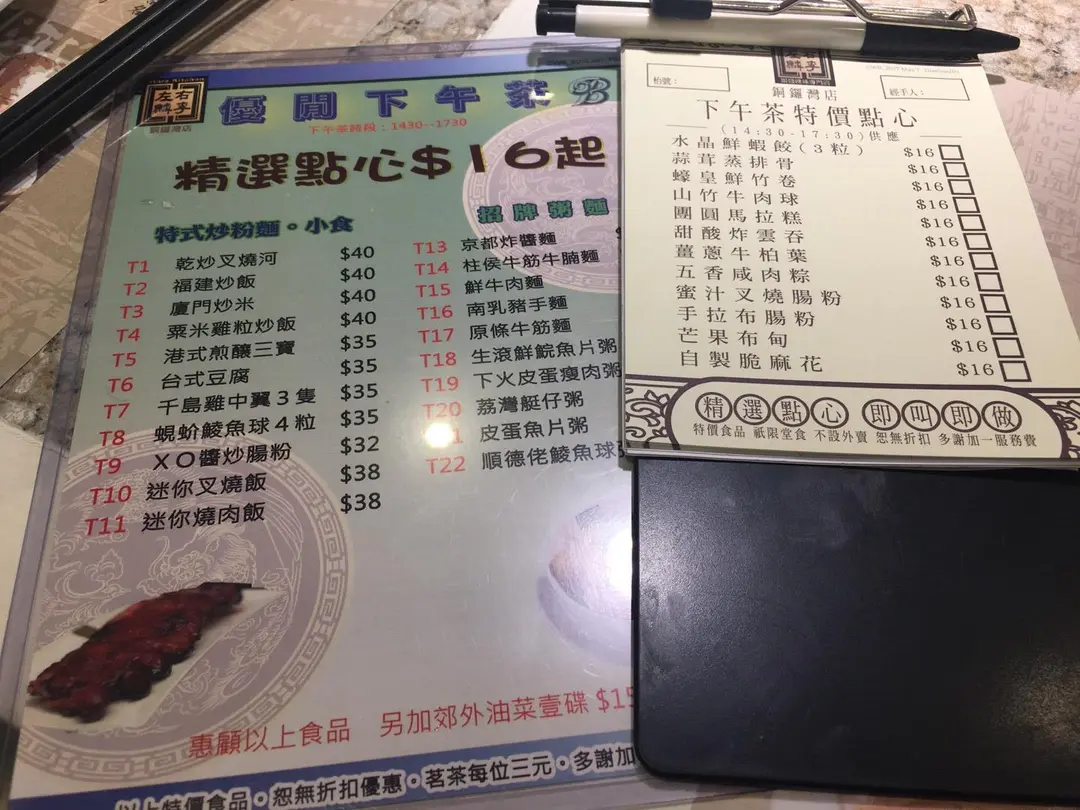 左右
麟亨
銅鑼灣店
優閒下午茶 B
下午茶時段:1430--1730
精選點心$16起
特式炒粉麵。小食
T1 乾炒叉燒河 $40
T2 福建炒飯 $40
T3 廈門炒米 $40
T4 粟米雞粒炒飯 $40
T5 港式煎釀三寶 $35
T6 台式豆腐 $35
T7 千島雞中翼3隻 $35
T8 蜆蚧鯪魚球4粒 $35
T9 XO醬炒腸粉 $32
T10 迷你叉燒飯 $38
T11 迷你燒肉飯 $38
招牌粥麵
T13 京都炸醬麵
T14 柱侯牛筋牛腩麵
T15 鮮牛肉麵
T16 南乳豬手麵
T17 原條牛筋麵
T18 生滾鮮鯇魚片粥
T19 下火皮蛋瘦肉粥
T20 荔灣艇仔粥
1 皮蛋魚片粥
T22 順德佬鯪魚球
惠顧以上食品 另加郊外油菜壹碟 $15
以上特價食品。恕無折扣優惠。茗茶每位三元。多謝加
枱號:
經手人:
銅鑼灣店
下午茶特價點心
(14:30-17:30)供應
水晶鮮蝦餃(3粒) $16
蒜茸蒸排骨 $16
蠔皇鮮竹卷 $16
山竹牛肉球 $16
團圓馬拉糕 $16
甜酸炸雲吞 $16
薑蔥牛柏葉 $16
五香咸肉粽 $16
蜜汁叉燒腸粉 $16
手拉布腸粉 $16
芒果布甸 $16
自製脆麻花 $16
精選點心 即叫即做
特價食品 祇限堂食 不設外賣 恕無折扣 多謝加一服務費